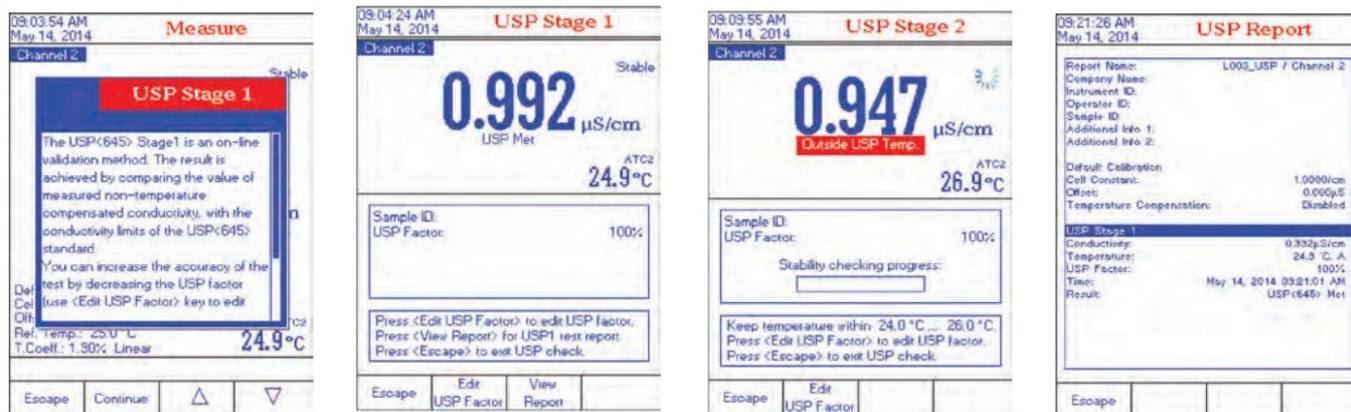 09:03:54 AM
May 14, 2014
Measure
Channel 2
Stable
USP Stage 1
The USP<645> Stage1 is an on-line
validation method. The result is
achieved by comparing the value of
measured non-temperature
compensated conductivity, with the
conductivity limits of the USP<645>
standard.
You can increase the accuracy of the
test by decreasing the USP factor
(use <Edit USP Factor> key to edit
Ref. Temp.: 25.0 °C
T.Coeff.: 1.90% Linear
24.9°C
Escape
Continue
△
▽
09:04:24 AM
May 14, 2014
USP Stage 1
Channel 2
Stable
0.992 µS/cm
USP Met
ATC2
24.9°C
Sample ID:
USP Factor: 100%
Press <Edit USP Factor> to edit USP factor.
Press <View Report> for USP1 test report.
Press <Escape> to exit USP check.
Escape
Edit
USP Factor
View
Report
09:09:55 AM
May 14, 2014
USP Stage 2
Channel 2
0.947 µS/cm
Outside USP Temp.
ATC2
26.9°C
Sample ID:
USP Factor: 100%
Stability checking progress:
Keep temperature within 24.0 °C ... 26.0 °C.
Press <Edit USP Factor> to edit USP factor.
Press <Escape> to exit USP check.
Escape
Edit
USP Factor
09:21:26 AM
May 14, 2014
USP Report
Report Name: L003_USP / Channel 2
Company Name:
Instrument ID:
Operator ID:
Sample ID:
Additional Info 1:
Additional Info 2:
Default Calibration
Cell Constant: 1.0000/cm
Offset: 0.000µS
Temperature Compensation: Disabled
USP Stage 1
Conductivity: µS/cm
Temperature: 24.9 °C, A
USP Factor: 100%
Time: May 14, 2014 AM
Result: USP<645> Met
Escape